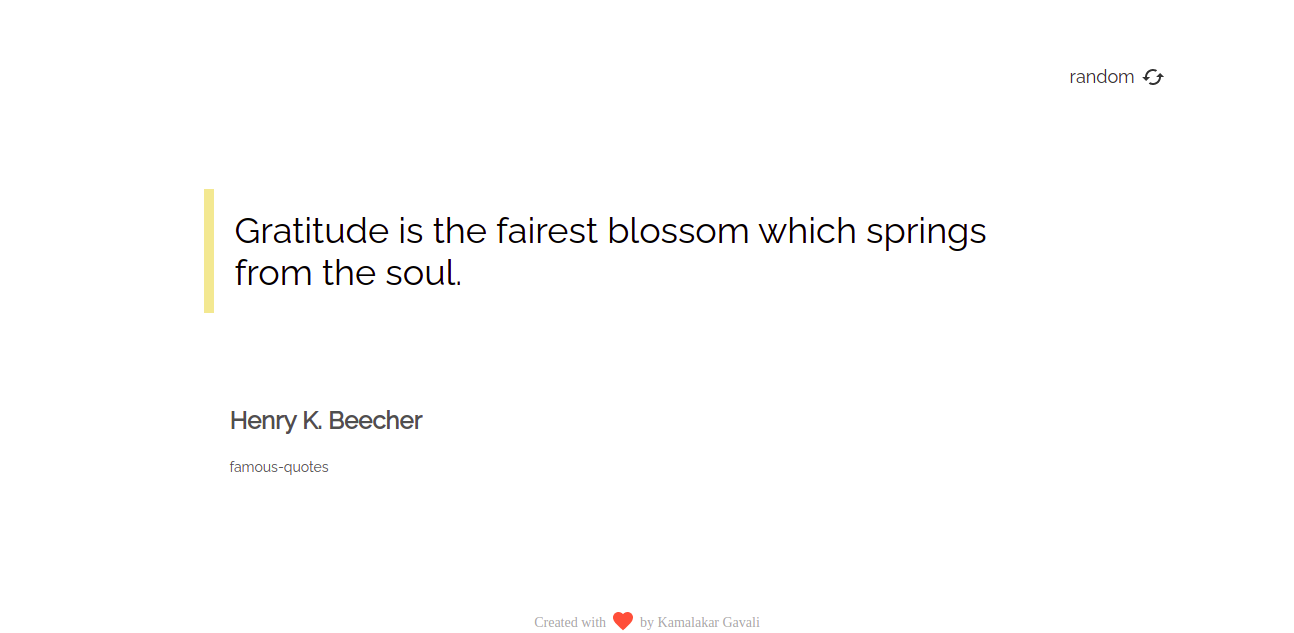 random
Gratitude is the fairest blossom which springs
from the soul.
Henry K. Beecher
famous-quotes
Created with by Kamalakar Gavali